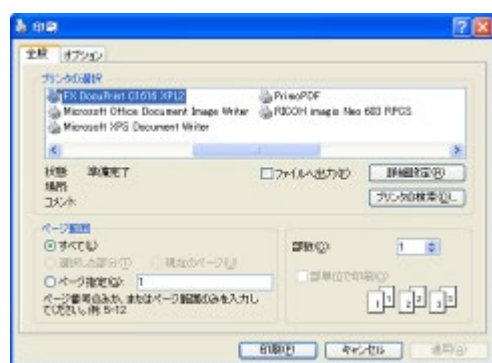 印刷
全般 オプション
プリンタの選択
FX DocuPrint C1616 XPL2
PrimoPDF
Microsoft Office Document Image Writer
RICOH imagio Neo 603 RPCS
Microsoft XPS Document Writer
状態: 準備完了
場所:
コメント:
ファイルへ出力(F)
詳細設定(R)
プリンタの検索(D)...
ページ範囲
すべて(L)
選択した部分(T) 現在のページ(U)
ページ指定(G): 1
ページ番号のみか、またはページ範囲のみを入力してください。例: 5-12
部数(C): 1
部単位で印刷(O)
1 1 2 2 3 3
印刷(P) キャンセル 適用(A)